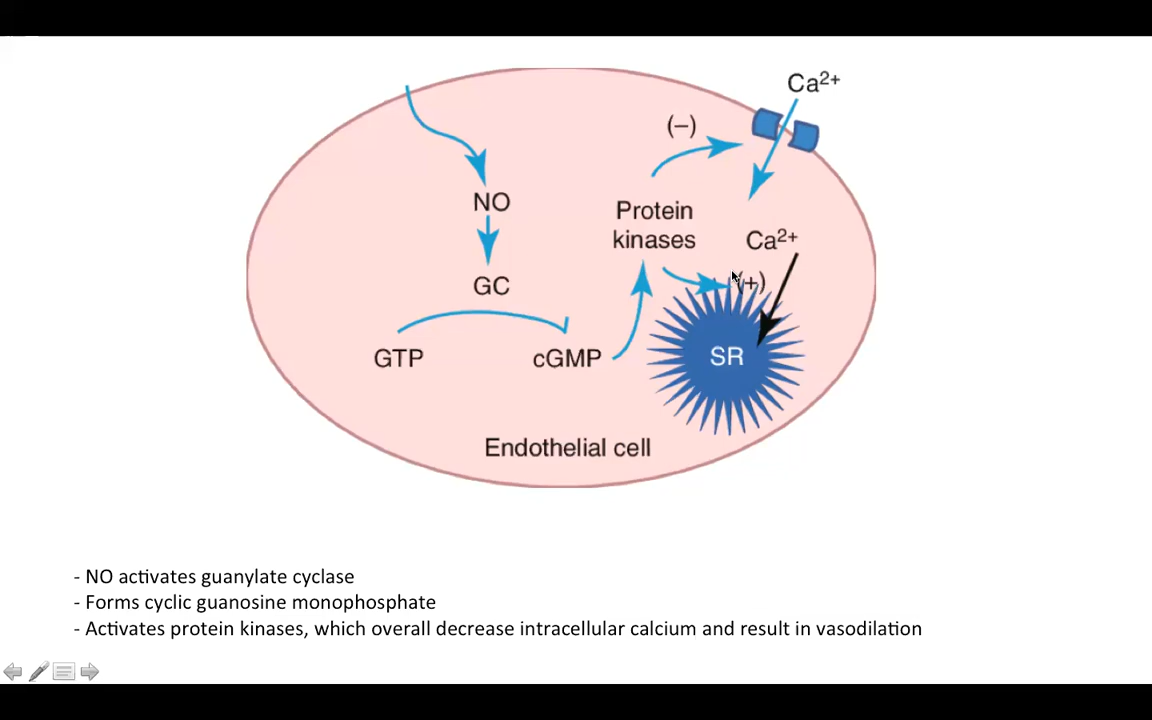 Ca2+
(−)
NO
Protein
kinases
Ca2+
GC
(+)
GTP
cGMP
SR
Endothelial cell
- NO activates guanylate cyclase
- Forms cyclic guanosine monophosphate
- Activates protein kinases, which overall decrease intracellular calcium and result in vasodilation